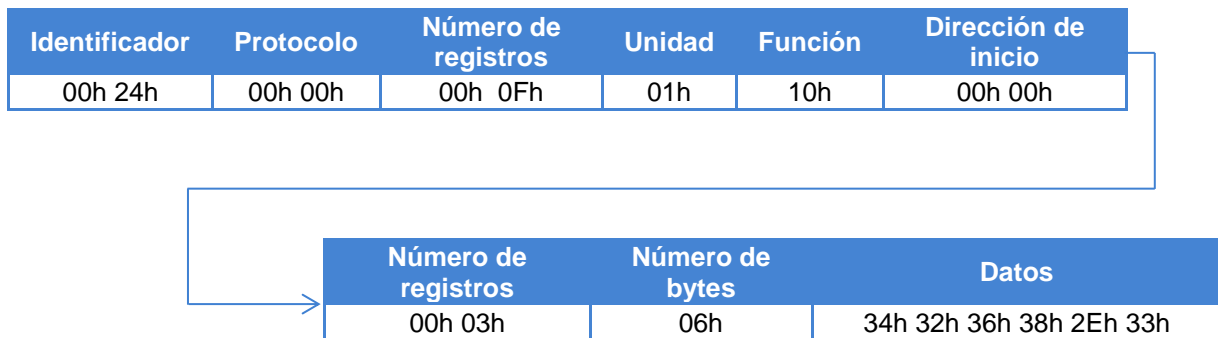 Identificador Protocolo Número de registros Unidad Función Dirección de inicio
00h 24h 00h 00h 00h 0Fh 01h 10h 00h 00h
Número de registros Número de bytes Datos
00h 03h 06h 34h 32h 36h 38h 2Eh 33h